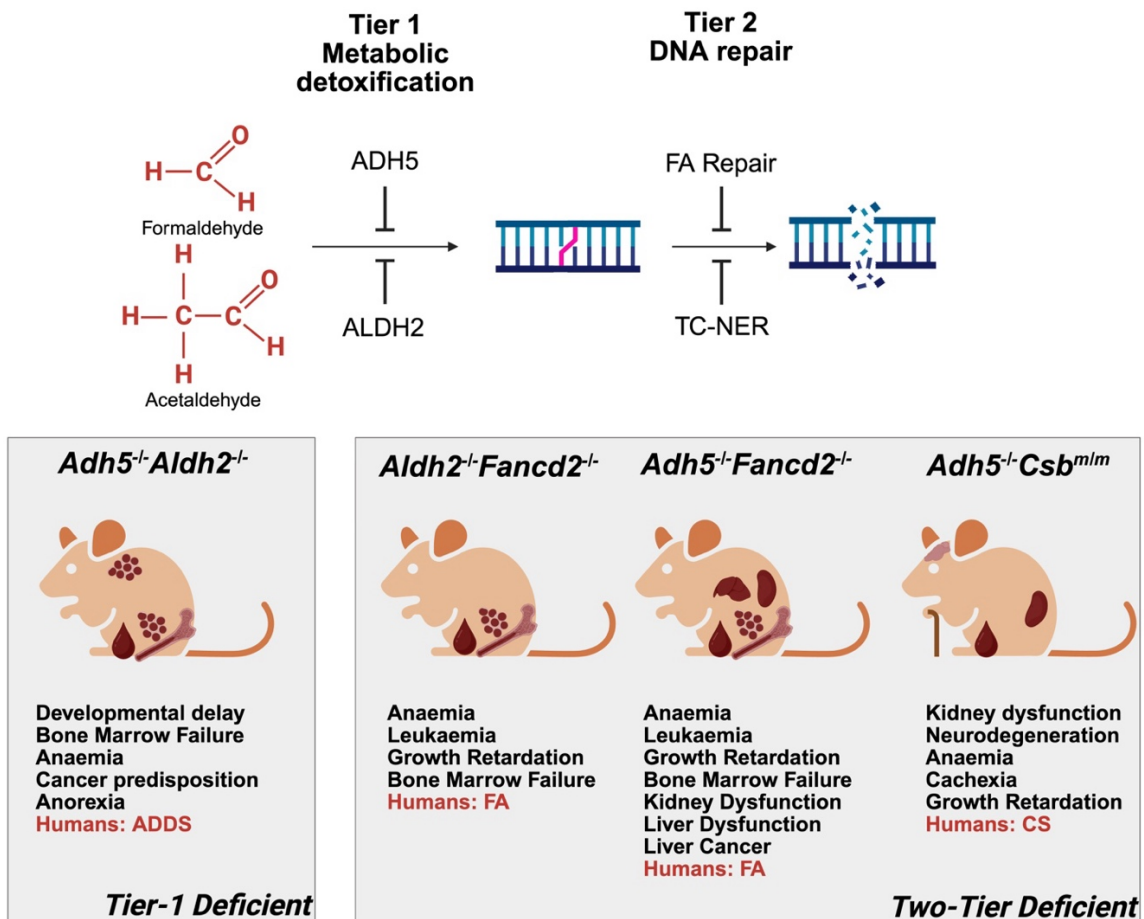 Tier 1
Metabolic
detoxification
Tier 2
DNA repair
H C O
H
Formaldehyde
H
H C C O
H
H
Acetaldehyde
ADH5
ALDH2
FA Repair
TC-NER
Adh5-/-Aldh2-/-
Developmental delay
Bone Marrow Failure
Anaemia
Cancer predisposition
Anorexia
Humans: ADDS
Tier-1 Deficient
Aldh2-/-Fancd2-/-
Anaemia
Leukaemia
Growth Retardation
Bone Marrow Failure
Humans: FA
Adh5-/-Fancd2-/-
Anaemia
Leukaemia
Growth Retardation
Bone Marrow Failure
Kidney Dysfunction
Liver Dysfunction
Liver Cancer
Humans: FA
Adh5-/-Csbm/m
Kidney dysfunction
Neurodegeneration
Anaemia
Cachexia
Growth Retardation
Humans: CS
Two-Tier Deficient